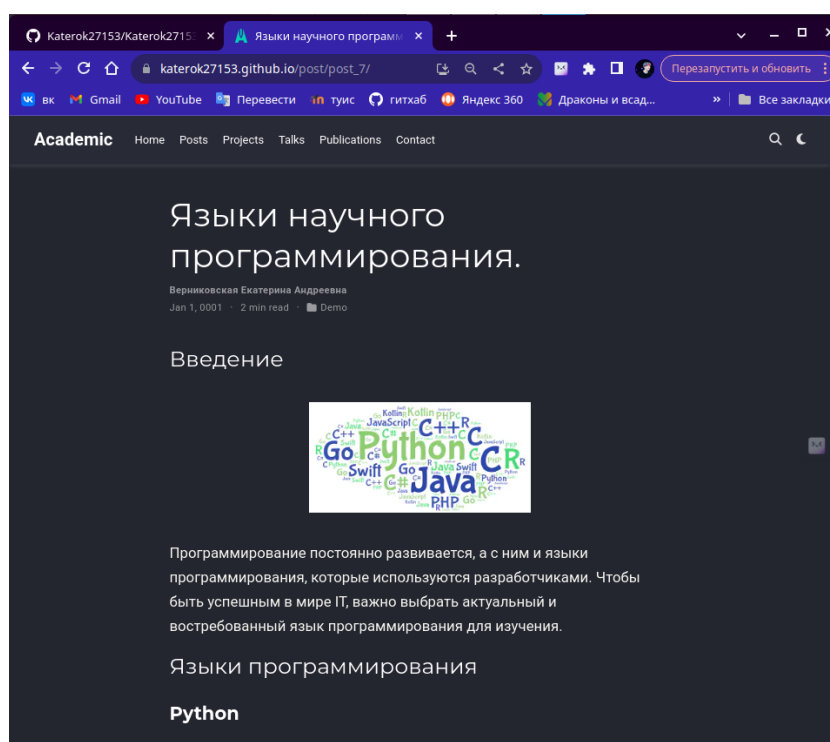 Katerok27153/Katerok2715
Языки научного программ
katerok27153.github.io/post/post_7/
Перезапустить и обновить
вк
Gmail
YouTube
Перевести
туис
гитхаб
Яндекс 360
Драконы и всад...
»
Все закладки
Academic
Home
Posts
Projects
Talks
Publications
Contact
Языки научного
программирования.
Верниковская Екатерина Андреевна
Jan 1, 0001 · 2 min read · Demo
Введение
Kotlin
JavaScript
C++
Python
Go
C
R
Swift
Java
C#
PHP
Программирование постоянно развивается, а с ним и языки
программирования, которые используются разработчиками. Чтобы
быть успешным в мире IT, важно выбрать актуальный и
востребованный язык программирования для изучения.
Языки программирования
Python